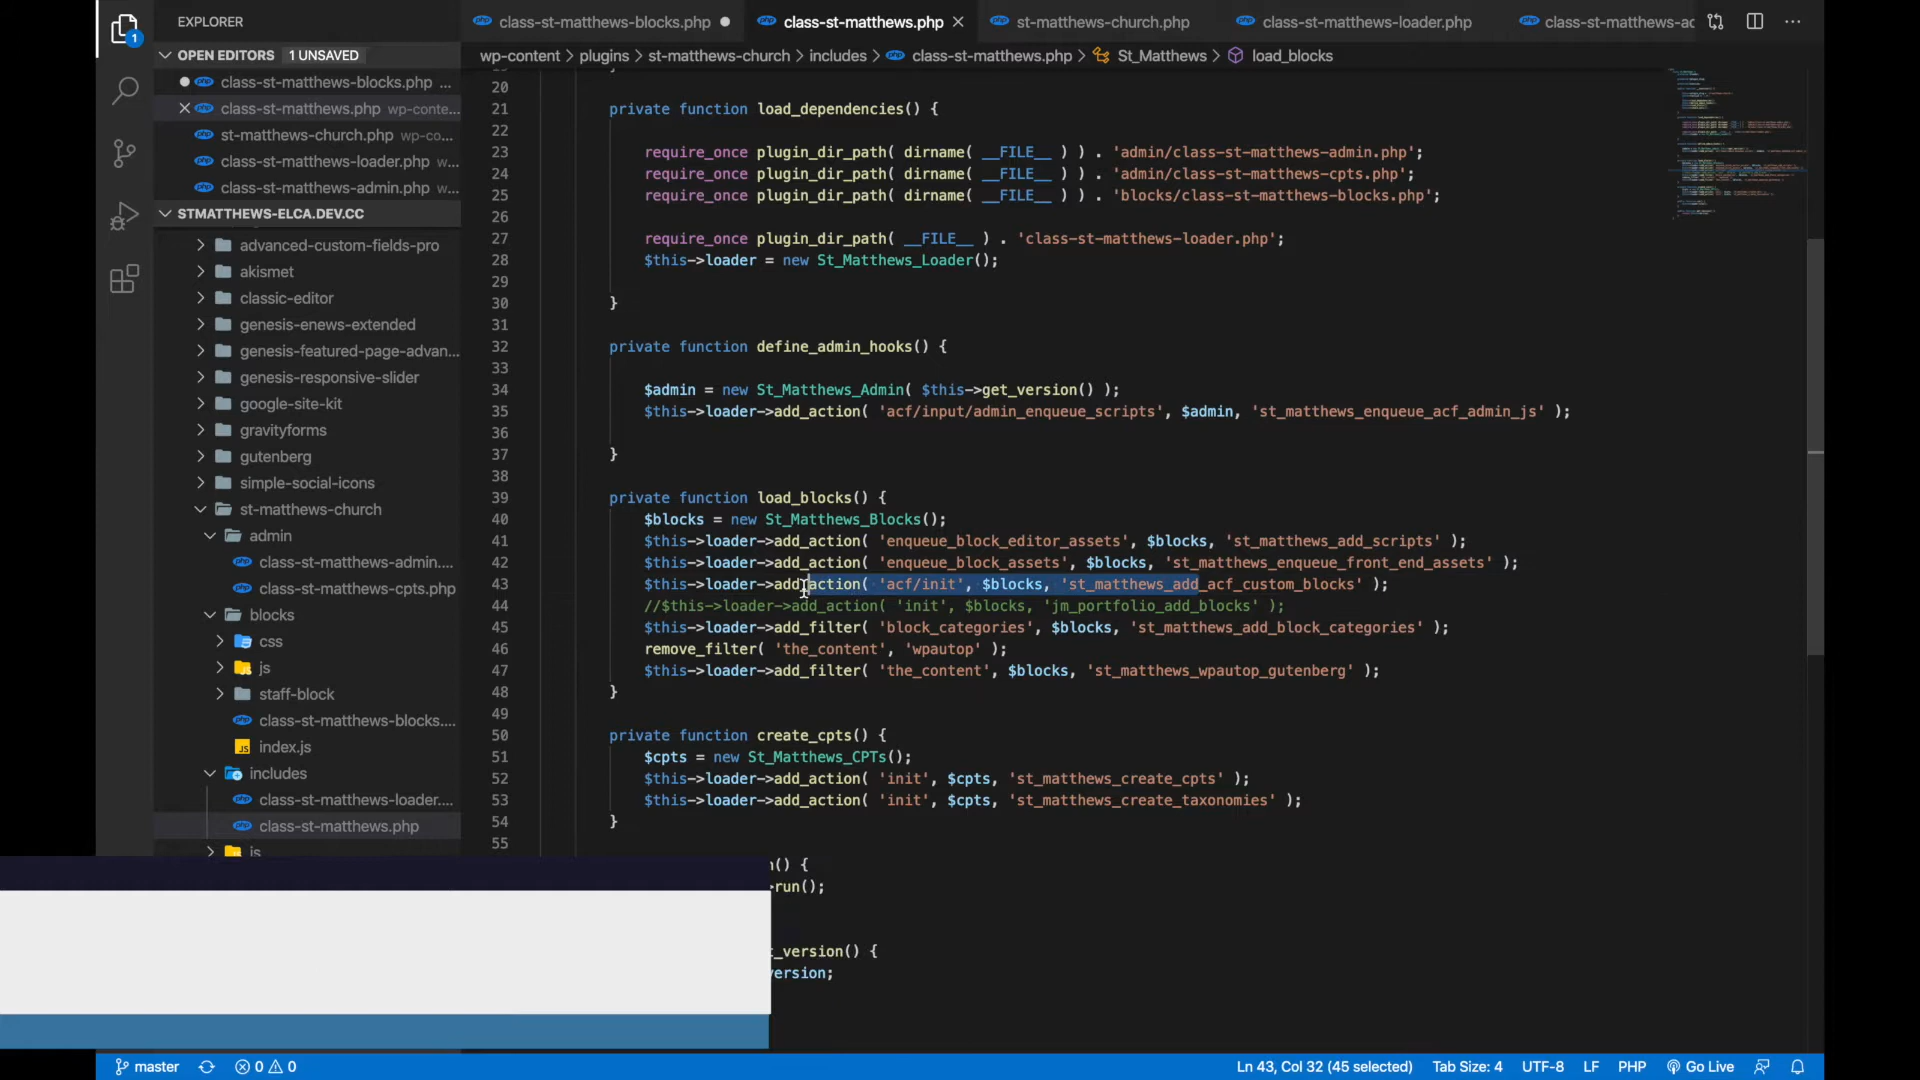 EXPLORER
OPEN EDITORS 1 UNSAVED
class-st-matthews-blocks.php ...
class-st-matthews.php wp-conte...
st-matthews-church.php wp-co...
class-st-matthews-loader.php w...
class-st-matthews-admin.php w...
STMATTHEWS-ELCA.DEV.CC
advanced-custom-fields-pro
akismet
classic-editor
genesis-enews-extended
genesis-featured-page-advan...
genesis-responsive-slider
google-site-kit
gravityforms
gutenberg
simple-social-icons
st-matthews-church
admin
class-st-matthews-admin....
class-st-matthews-cpts.php
blocks
css
js
staff-block
class-st-matthews-blocks....
index.js
includes
class-st-matthews-loader....
class-st-matthews.php
js
1
class-st-matthews-blocks.php class-st-matthews.php st-matthews-church.php class-st-matthews-loader.php class-st-matthews-ac
wp-content > plugins > st-matthews-church > includes > class-st-matthews.php > St_Matthews > load_blocks
20
21 private function load_dependencies() {
22
23 require_once plugin_dir_path( dirname( __FILE__ ) ) . 'admin/class-st-matthews-admin.php';
24 require_once plugin_dir_path( dirname( __FILE__ ) ) . 'admin/class-st-matthews-cpts.php';
25 require_once plugin_dir_path( dirname( __FILE__ ) ) . 'blocks/class-st-matthews-blocks.php';
26
27 require_once plugin_dir_path( __FILE__ ) . 'class-st-matthews-loader.php';
28 $this->loader = new St_Matthews_Loader();
29
30 }
31
32 private function define_admin_hooks() {
33
34 $admin = new St_Matthews_Admin( $this->get_version() );
35 $this->loader->add_action( 'acf/input/admin_enqueue_scripts', $admin, 'st_matthews_enqueue_acf_admin_js' );
36
37 }
38
39 private function load_blocks() {
40 $blocks = new St_Matthews_Blocks();
41 $this->loader->add_action( 'enqueue_block_editor_assets', $blocks, 'st_matthews_add_scripts' );
42 $this->loader->add_action( 'enqueue_block_assets', $blocks, 'st_matthews_enqueue_front_end_assets' );
43 $this->loader->add_action( 'acf/init', $blocks, 'st_matthews_add_acf_custom_blocks' );
44 //$this->loader->add_action( 'init', $blocks, 'jm_portfolio_add_blocks' );
45 $this->loader->add_filter( 'block_categories', $blocks, 'st_matthews_add_block_categories' );
46 remove_filter( 'the_content', 'wpautop' );
47 $this->loader->add_filter( 'the_content', $blocks, 'st_matthews_wpautop_gutenberg' );
48 }
49
50 private function create_cpts() {
51 $cpts = new St_Matthews_CPTs();
52 $this->loader->add_action( 'init', $cpts, 'st_matthews_create_cpts' );
53 $this->loader->add_action( 'init', $cpts, 'st_matthews_create_taxonomies' );
54 }
55
() {
>run();
t_version() {
version;
master 0 0 Ln 43, Col 32 (45 selected) Tab Size: 4 UTF-8 LF PHP Go Live